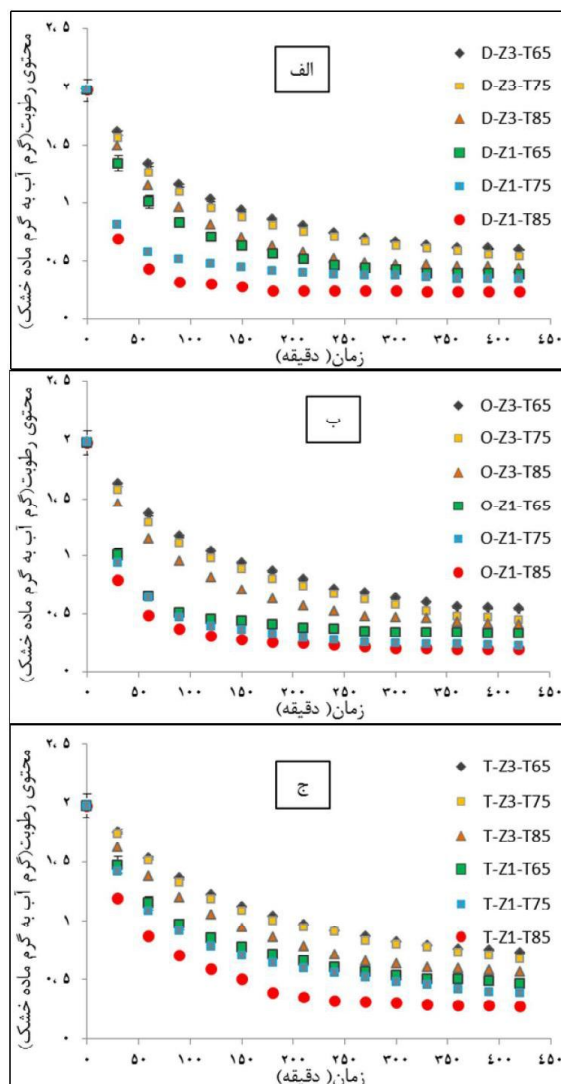 محتوی رطوبت(گرم آب به گرم ماده خشک)
۲،۵
۲
۱،۵
۱
۰،۵
۰
الف
D-Z3-T65
D-Z3-T75
D-Z3-T85
D-Z1-T65
D-Z1-T75
D-Z1-T85
۰ ۵۰ ۱۰۰ ۱۵۰ ۲۰۰ ۲۵۰ ۳۰۰ ۳۵۰ ۴۰۰ ۴۵۰
زمان( دقیقه)
محتوی رطوبت(گرم آب به گرم ماده خشک)
۲،۵
۲
۱،۵
۱
۰،۵
۰
ب
O-Z3-T65
O-Z3-T75
O-Z3-T85
O-Z1-T65
O-Z1-T75
O-Z1-T85
۰ ۵۰ ۱۰۰ ۱۵۰ ۲۰۰ ۲۵۰ ۳۰۰ ۳۵۰ ۴۰۰ ۴۵۰
زمان( دقیقه)
محتوی رطوبت(گرم آب به گرم ماده خشک)
۲،۵
۲
۱،۵
۱
۰،۵
۰
ج
T-Z3-T65
T-Z3-T75
T-Z3-T85
T-Z1-T65
T-Z1-T75
T-Z1-T85
۰ ۵۰ ۱۰۰ ۱۵۰ ۲۰۰ ۲۵۰ ۳۰۰ ۳۵۰ ۴۰۰ ۴۵۰
زمان( دقیقه)